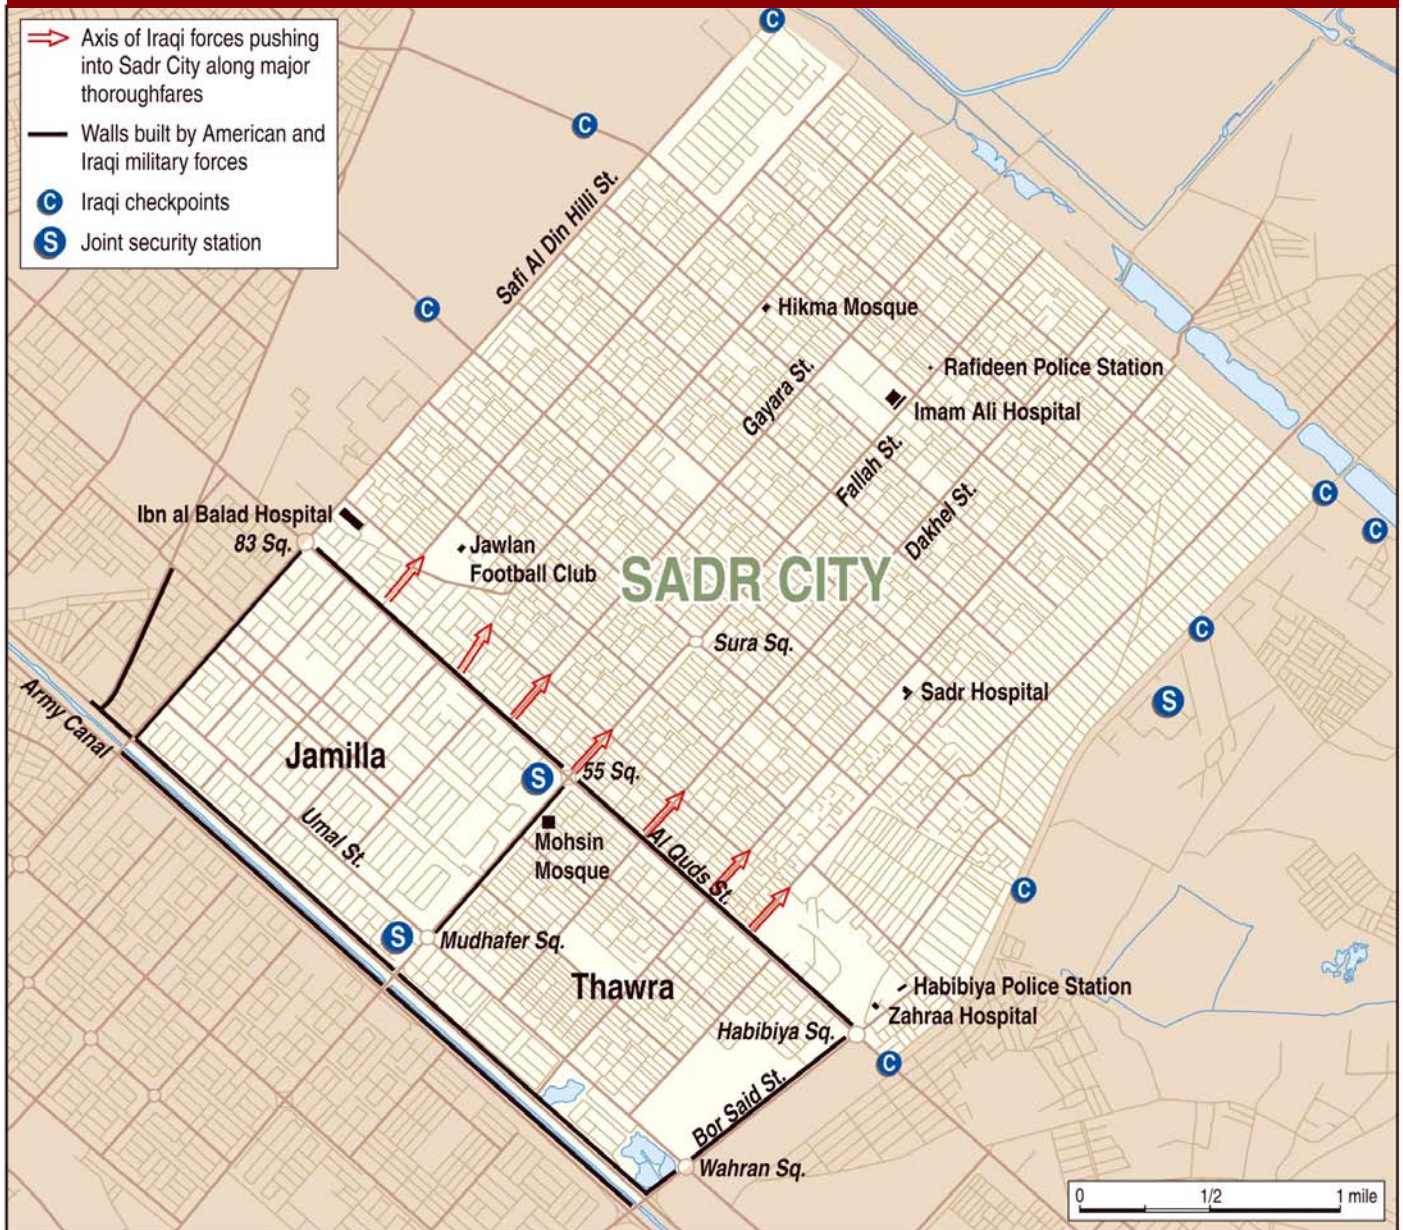 Axis of Iraqi forces pushing
into Sadr City along major
thoroughfares
Walls built by American and
Iraqi military forces
C Iraqi checkpoints
S Joint security station
C
C
Safi Al Din Hilli St.
C
Hikma Mosque
Rafideen Police Station
Gayara St.
Imam Ali Hospital
Fallah St.
Dakhel St.
C
C
Ibn al Balad Hospital
83 Sq.
Jawlan
Football Club
SADR CITY
Sura Sq.
C
Sadr Hospital
S
Army Canal
Jamilla
S
55 Sq.
Umal St.
Mohsin
Mosque
Al Quds St.
C
S
Mudhafer Sq.
Thawra
Habibiya Police Station
Zahraa Hospital
Habibiya Sq.
C
Bor Said St.
Wahran Sq.
0 1/2 1 mile